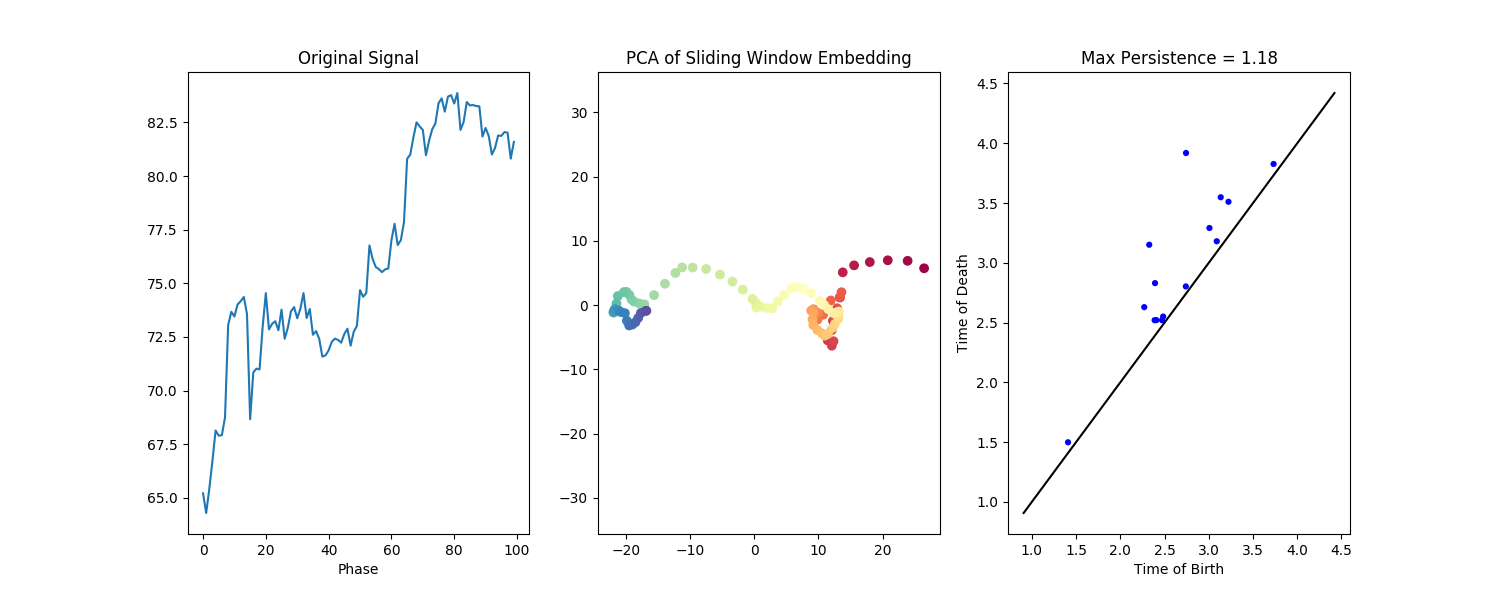 Original Signal
82.5
80.0
77.5
75.0
72.5
70.0
67.5
65.0
0 20 40 60 80 100
Phase
PCA of Sliding Window Embedding
30
20
10
0
−10
−20
−30
−20 −10 0 10 20
Max Persistence = 1.18
Time of Death
4.5
4.0
3.5
3.0
2.5
2.0
1.5
1.0
1.0 1.5 2.0 2.5 3.0 3.5 4.0 4.5
Time of Birth